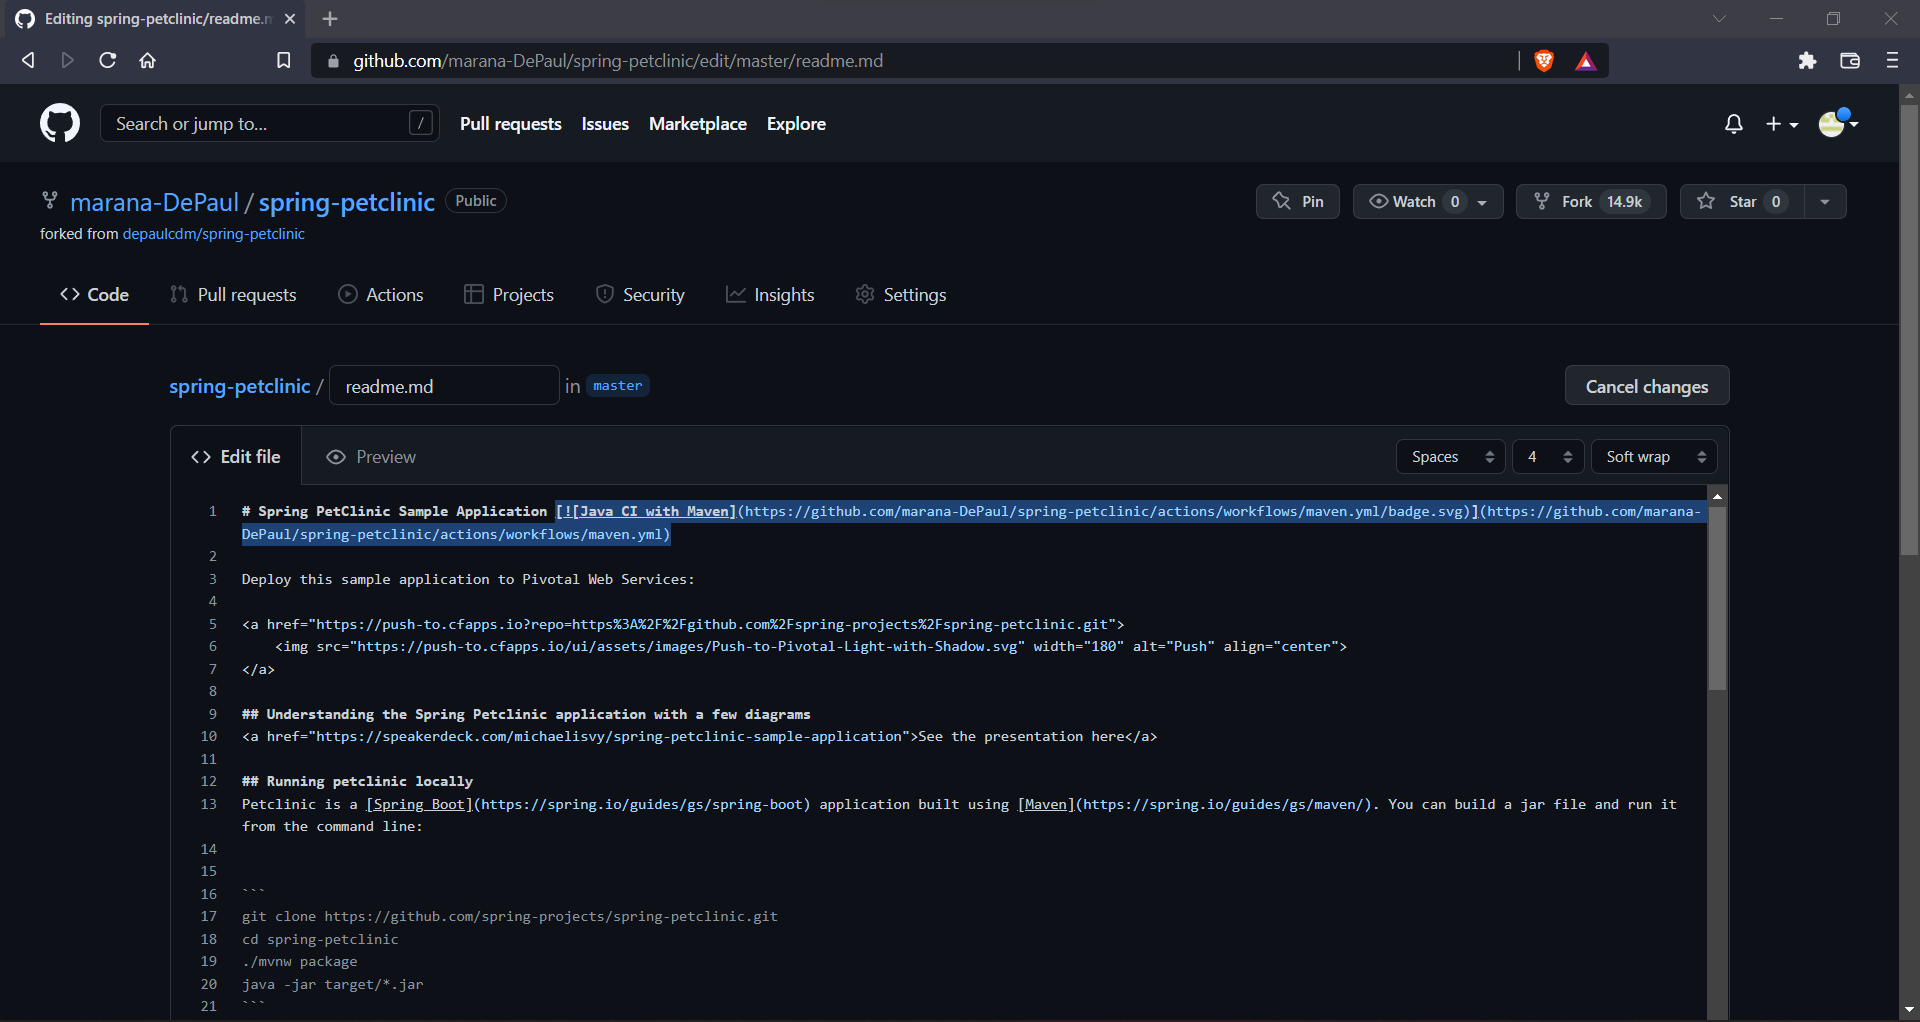 Editing spring-petclinic/readme.m
github.com/marana-DePaul/spring-petclinic/edit/master/readme.md
Search or jump to... /
Pull requests Issues Marketplace Explore
marana-DePaul / spring-petclinic Public
Pin Watch 0 Fork 14.9k Star 0
forked from depaulcdm/spring-petclinic
<> Code Pull requests Actions Projects Security Insights Settings
spring-petclinic / readme.md in master Cancel changes
<> Edit file Preview Spaces 4 Soft wrap
1 # Spring PetClinic Sample Application [![Java CI with Maven](https://github.com/marana-DePaul/spring-petclinic/actions/workflows/maven.yml/badge.svg)](https://github.com/marana-
DePaul/spring-petclinic/actions/workflows/maven.yml)
2
3 Deploy this sample application to Pivotal Web Services:
4
5 <a href="https://push-to.cfapps.io?repo=https%3A%2F%2Fgithub.com%2Fspring-projects%2Fspring-petclinic.git">
6     <img src="https://push-to.cfapps.io/ui/assets/images/Push-to-Pivotal-Light-with-Shadow.svg" width="180" alt="Push" align="center">
7 </a>
8
9 ## Understanding the Spring Petclinic application with a few diagrams
10 <a href="https://speakerdeck.com/michaelisvy/spring-petclinic-sample-application">See the presentation here</a>
11
12 ## Running petclinic locally
13 Petclinic is a [Spring Boot](https://spring.io/guides/gs/spring-boot) application built using [Maven](https://spring.io/guides/gs/maven/). You can build a jar file and run it
from the command line:
14
15
16 ```
17 git clone https://github.com/spring-projects/spring-petclinic.git
18 cd spring-petclinic
19 ./mvnw package
20 java -jar target/*.jar
21 ```